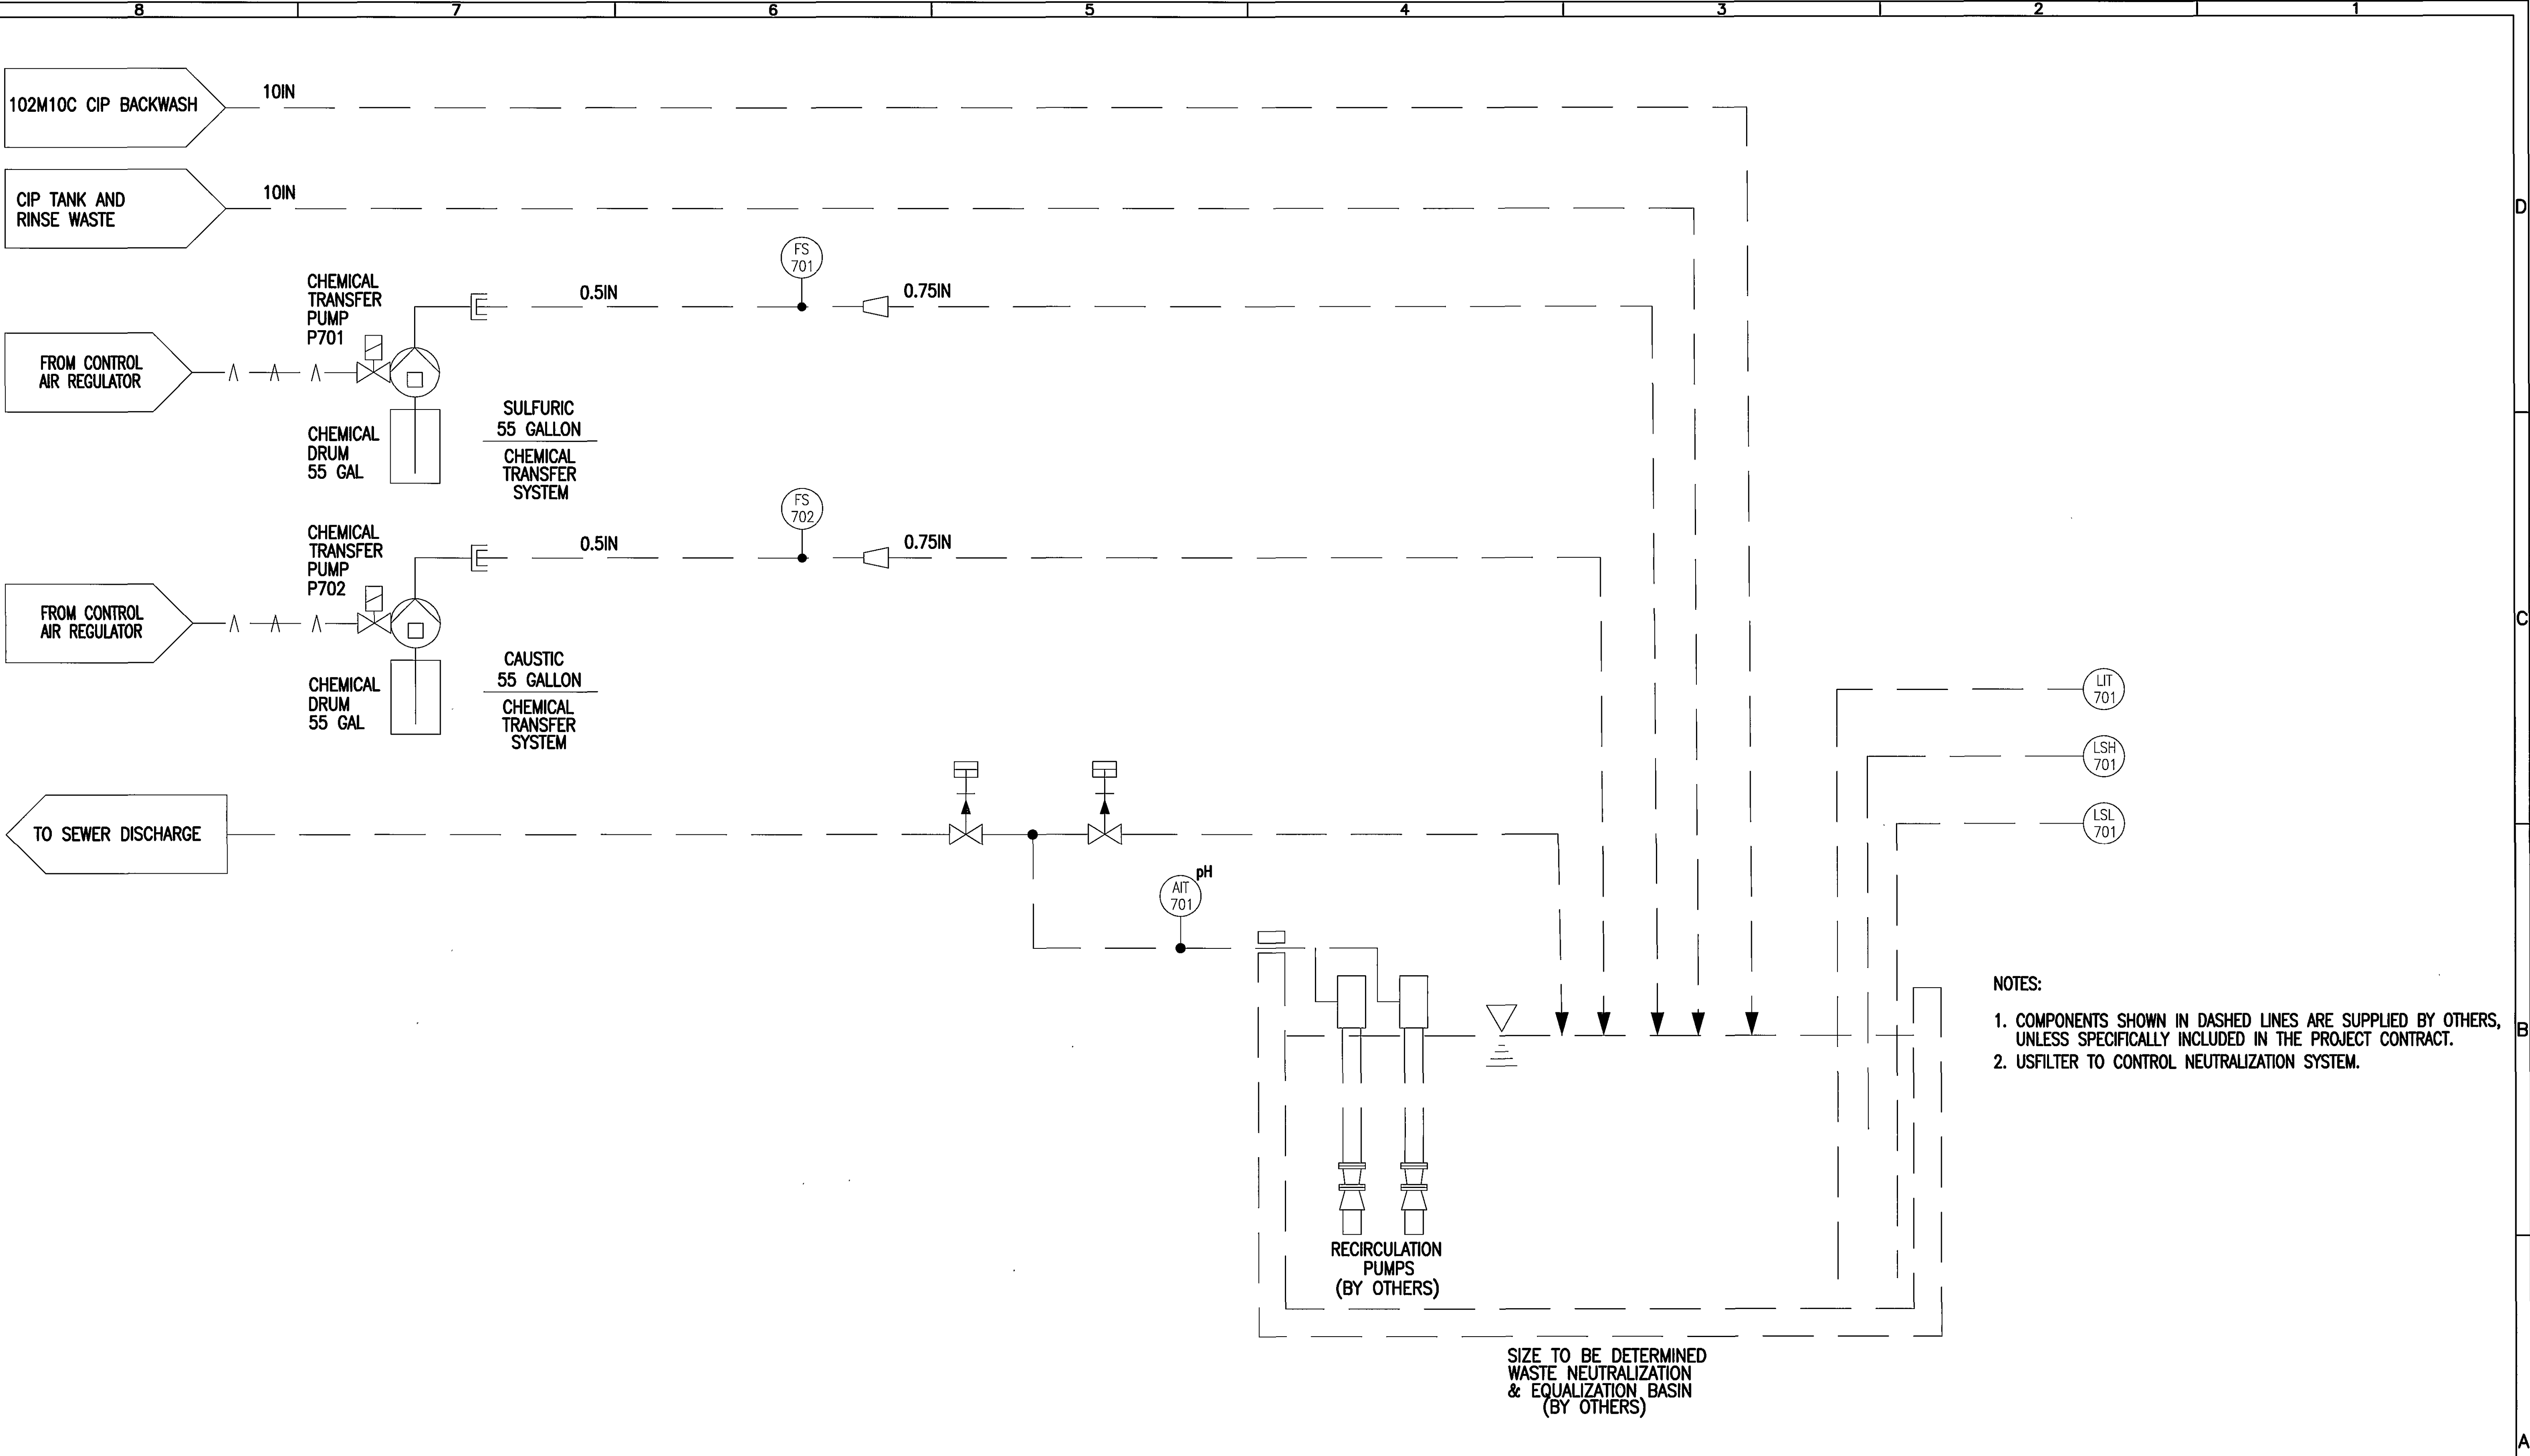 8 7 6 5 4 3 2 1
102M10C CIP BACKWASH
10IN
CIP TANK AND
RINSE WASTE
10IN
D
FS
701
CHEMICAL
TRANSFER
PUMP
P701
0.5IN
0.75IN
FROM CONTROL
AIR REGULATOR
CHEMICAL
DRUM
55 GAL
SULFURIC
55 GALLON
CHEMICAL
TRANSFER
SYSTEM
FS
702
CHEMICAL
TRANSFER
PUMP
P702
0.5IN
0.75IN
FROM CONTROL
AIR REGULATOR
C
CHEMICAL
DRUM
55 GAL
CAUSTIC
55 GALLON
CHEMICAL
TRANSFER
SYSTEM
LIT
701
LSH
701
LSL
701
TO SEWER DISCHARGE
pH
AIT
701
NOTES:
1. COMPONENTS SHOWN IN DASHED LINES ARE SUPPLIED BY OTHERS,
UNLESS SPECIFICALLY INCLUDED IN THE PROJECT CONTRACT.
2. USFILTER TO CONTROL NEUTRALIZATION SYSTEM.
B
RECIRCULATION
PUMPS
(BY OTHERS)
SIZE TO BE DETERMINED
WASTE NEUTRALIZATION
& EQUALIZATION BASIN
(BY OTHERS)
A